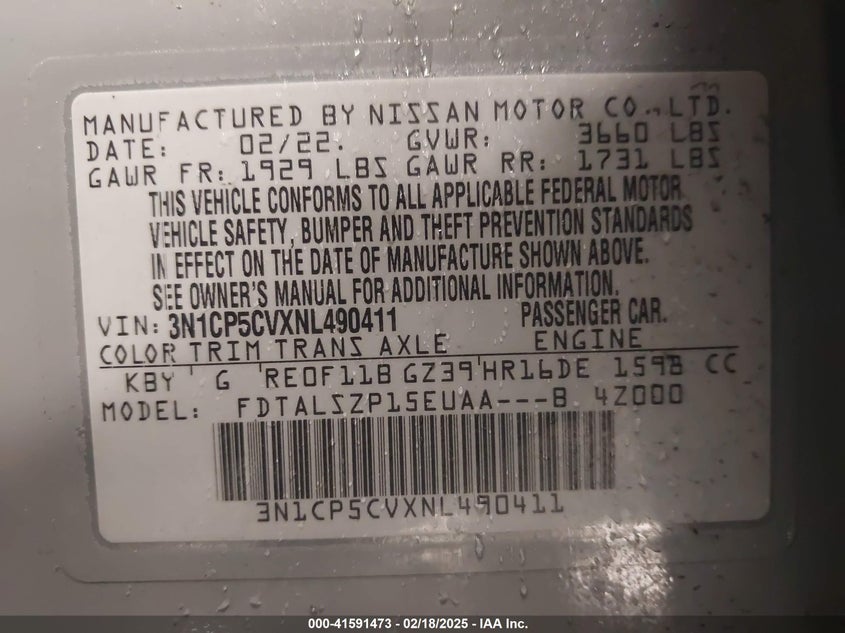 MANUFACTURED BY NISSAN MOTOR CO., LTD.
DATE: 02/22. GVWR: 3660 LBS
GAWR FR: 1929 LBS GAWR RR: 1731 LBS
THIS VEHICLE CONFORMS TO ALL APPLICABLE FEDERAL MOTOR
VEHICLE SAFETY, BUMPER AND THEFT PREVENTION STANDARDS
IN EFFECT ON THE DATE OF MANUFACTURE SHOWN ABOVE.
SEE OWNER'S MANUAL FOR ADDITIONAL INFORMATION.
VIN: 3N1CP5CVXNL490411 PASSENGER CAR.
COLOR TRIM TRANS AXLE ENGINE
KBY G RE0F11B GZ39 HR16DE 1598 CC
MODEL: FDTALSZP15EUAA---B 4Z000
3N1CP5CVXNL490411
000-41591473 - 02/18/2025 - IAA Inc.